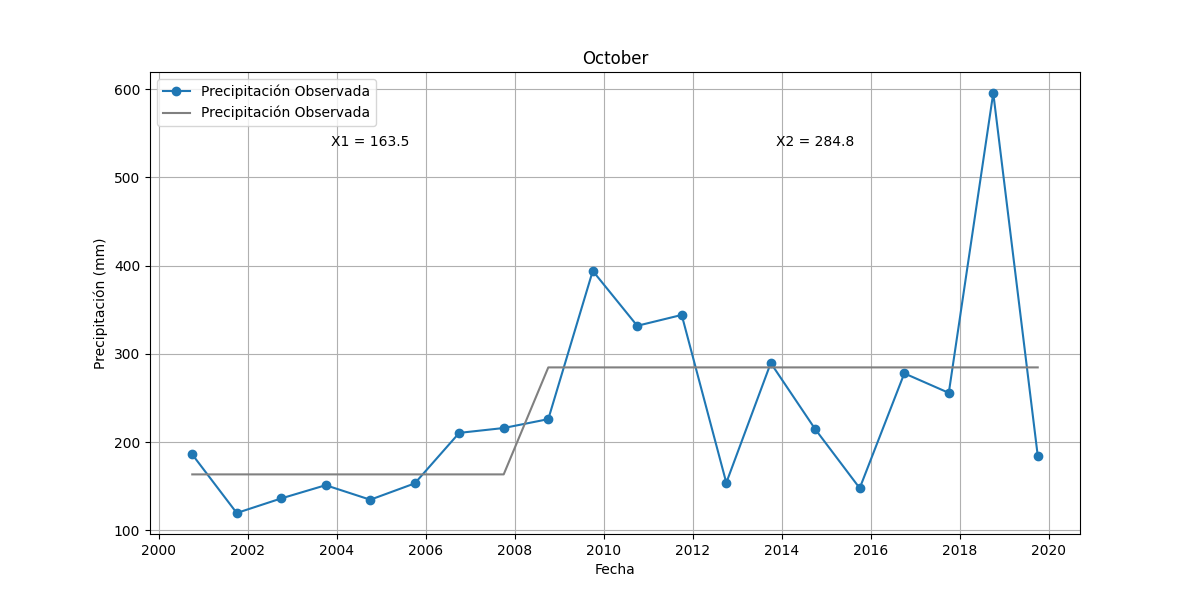 October
Precipitación Observada
Precipitación Observada
X1 = 163.5
X2 = 284.8
Precipitación (mm)
600
500
400
300
200
100
2000 2002 2004 2006 2008 2010 2012 2014 2016 2018 2020
Fecha